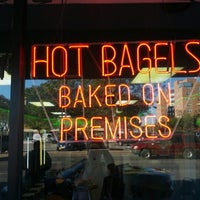 HOT BAGELS
BAKED ON
PREMISES